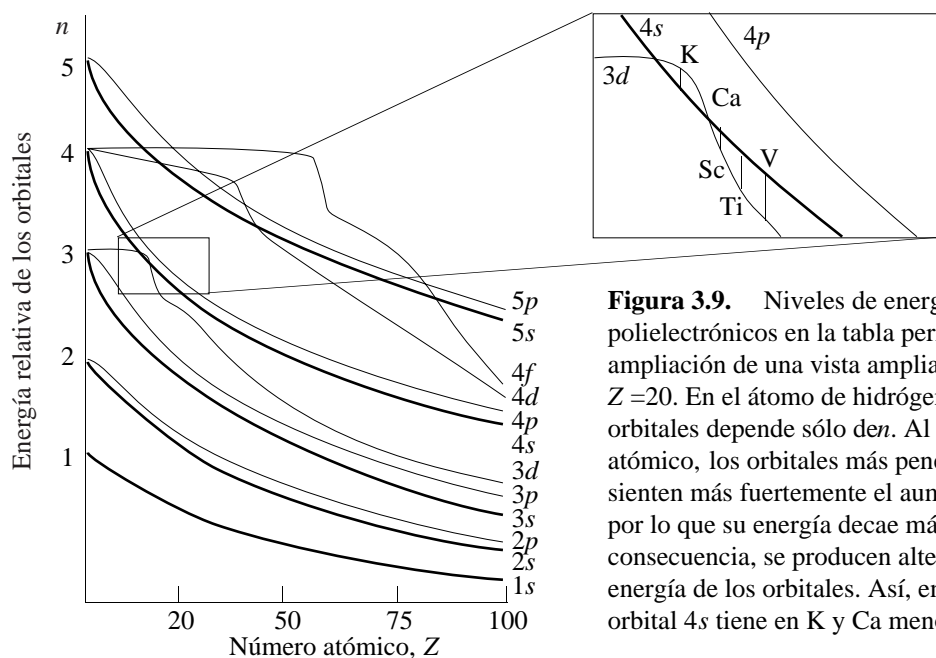 n
5
4
3
2
1
Energía relativa de los orbitales
20
50
75
100
Número atómico, Z
5p
5s
4f
4d
4p
4s
3d
3p
3s
2p
2s
1s
4s
4p
K
3d
Ca
V
Sc
Ti
Figura 3.9. Niveles de energ
polielectrónicos en la tabla per
ampliación de una vista amplia
Z =20. En el átomo de hidróge
orbitales depende sólo den. Al
atómico, los orbitales más pene
sienten más fuertemente el aum
por lo que su energía decae má
consecuencia, se producen alte
energía de los orbitales. Así, en
orbital 4s tiene en K y Ca meno